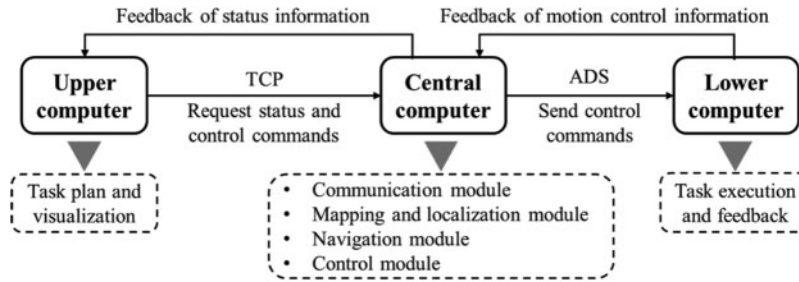 Feedback of status information
Feedback of motion control information
Upper
computer
TCP
Request status and
control commands
Central
computer
ADS
Send control
commands
Lower
computer
Task plan and
visualization
• Communication module
• Mapping and localization module
• Navigation module
• Control module
Task execution
and feedback